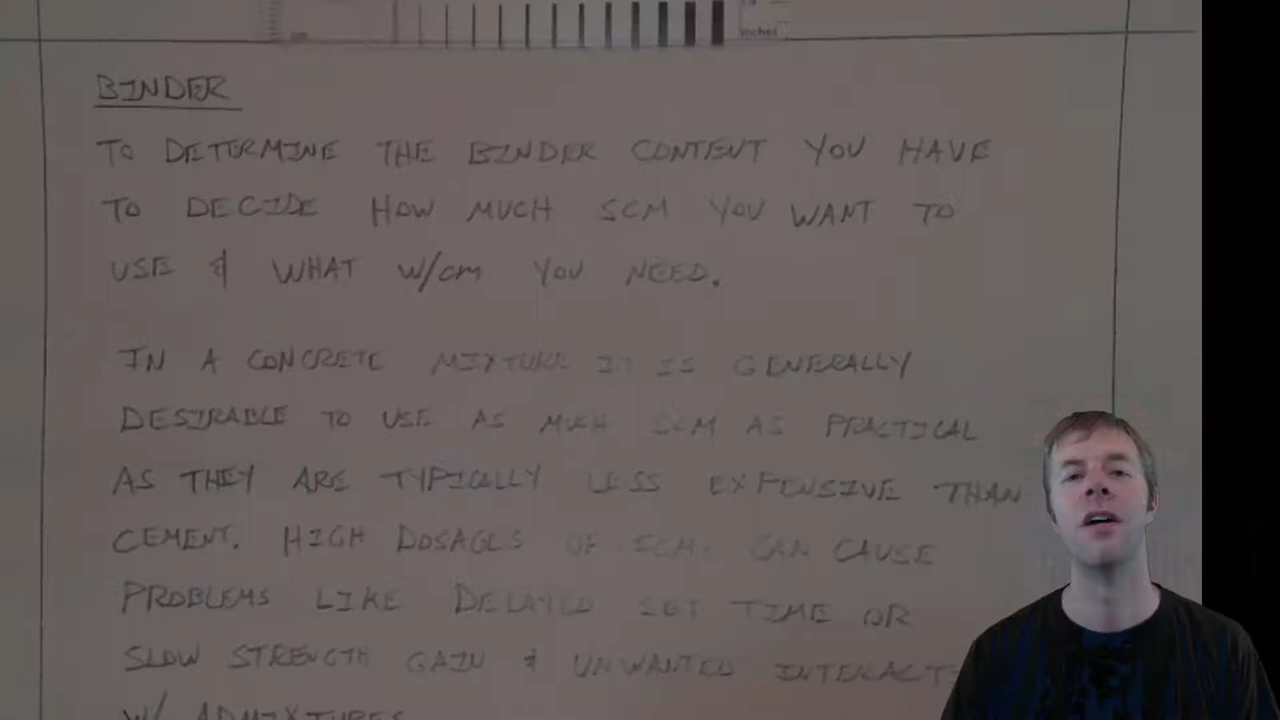 inches
BINDER
TO DETERMINE THE BINDER CONTENT YOU HAVE
TO DECIDE HOW MUCH SCM YOU WANT TO
USE & WHAT w/cm YOU NEED.
IN A CONCRETE MIXTURE IT IS GENERALLY
DESIRABLE TO USE AS MUCH SCM AS PRACTICAL
AS THEY ARE TYPICALLY LESS EXPENSIVE THAN
CEMENT. HIGH DOSAGES OF SCMs CAN CAUSE
PROBLEMS LIKE DELAYED SET TIME OR
SLOW STRENGTH GAIN & UNWANTED INTERACT
W/ ADMIXTURES